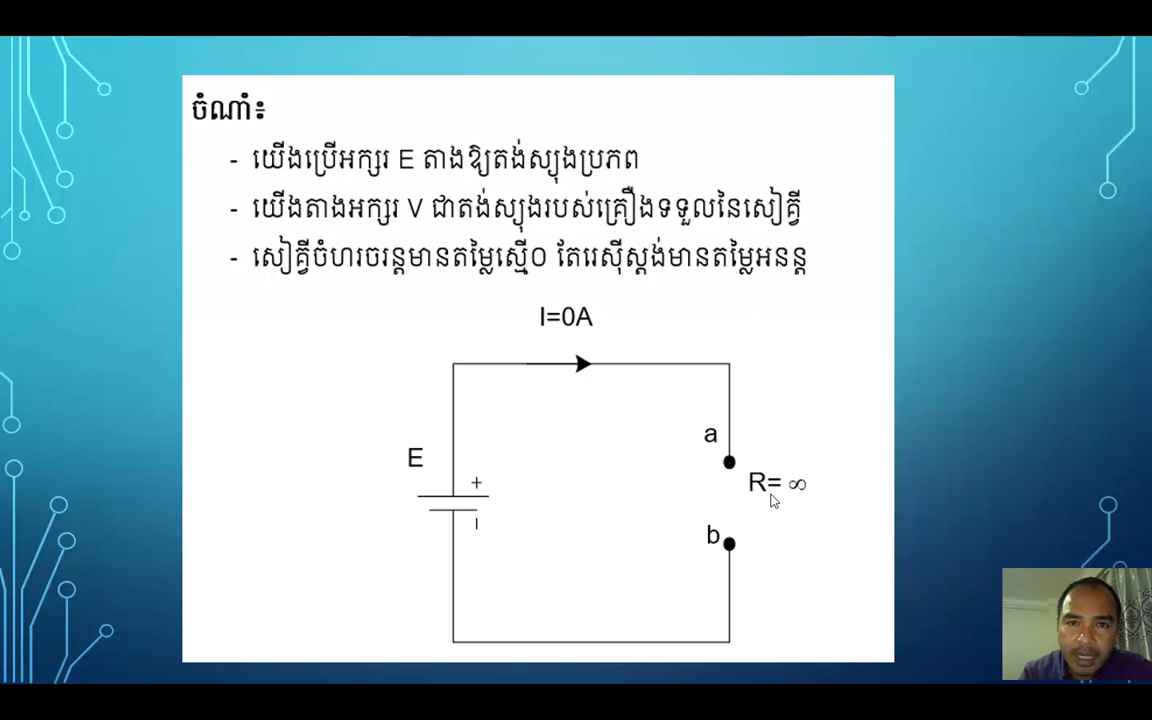 ចំណាំ៖
- យើងប្រើអក្សរ E តាងឱ្យតង់ស្យុងប្រភព
- យើងតាងអក្សរ V ជាតង់ស្យុងរបស់គ្រឿងទទួលនៃសៀគ្វី
- សៀគ្វីចំហរចរន្តមានតម្លៃស្មើ០ តែរេស៊ីស្តង់មានតម្លៃអនន្ត
I=0A
a
E
+
R= ∞
b